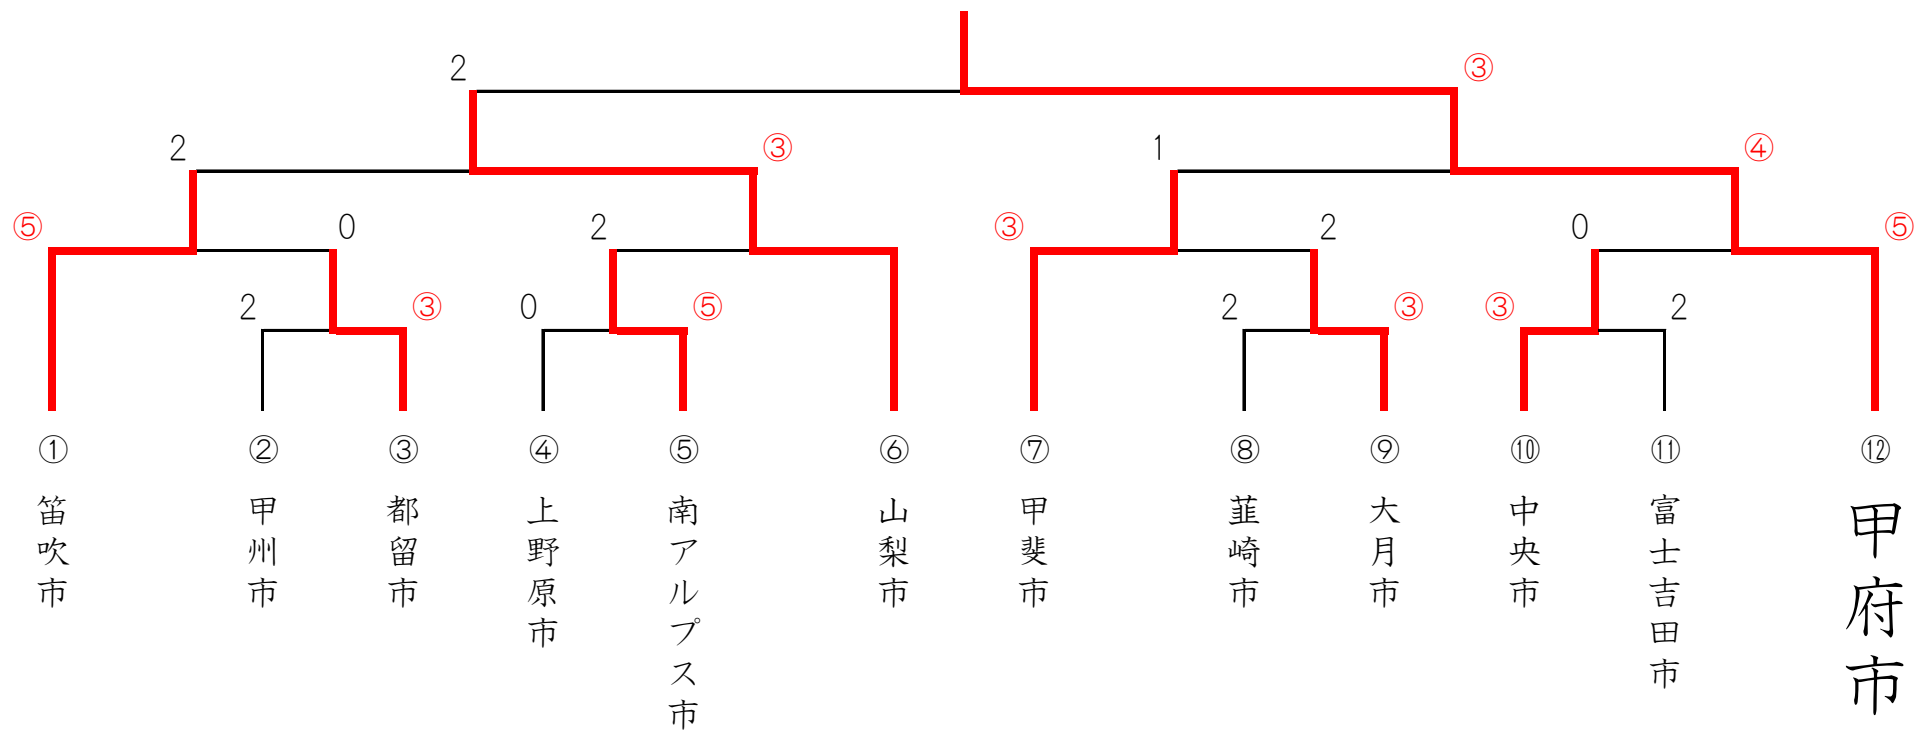 2
③
2
③
1
④
⑤
0
2
③
2
0
⑤
③
2
③
0
⑤
2
③
③
2
①
②
③
④
⑤
⑥
⑦
⑧
⑨
⑩
⑪
⑫
笛吹市
甲州市
都留市
上野原市
南アルプス市
山梨市
甲斐市
韮崎市
大月市
中央市
富士吉田市
甲府市